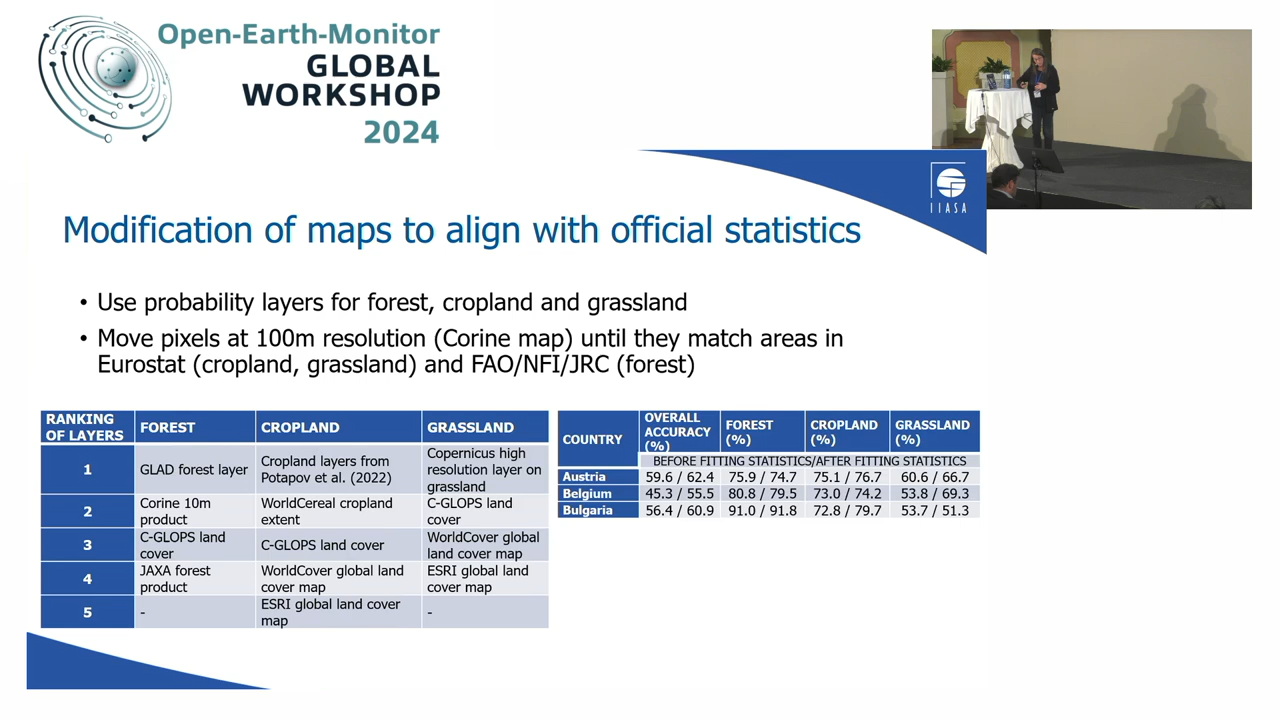 Open-Earth-Monitor
GLOBAL
WORKSHOP
2024
IIASA
Modification of maps to align with official statistics
• Use probability layers for forest, cropland and grassland
• Move pixels at 100m resolution (Corine map) until they match areas in
Eurostat (cropland, grassland) and FAO/NFI/JRC (forest)
RANKING
OF LAYERS
FOREST
CROPLAND
GRASSLAND
1
GLAD forest layer
Cropland layers from
Potapov et al. (2022)
Copernicus high
resolution layer on
grassland
2
Corine 10m
product
WorldCereal cropland
extent
C-GLOPS land
cover
3
C-GLOPS land
cover
C-GLOPS land cover
WorldCover global
land cover map
4
JAXA forest
product
WorldCover global land
cover map
ESRI global land
cover map
5
-
ESRI global land cover
map
-
COUNTRY
OVERALL
ACCURACY
(%)
FOREST
(%)
CROPLAND
(%)
GRASSLAND
(%)
BEFORE FITTING STATISTICS/AFTER FITTING STATISTICS
Austria 59.6 / 62.4 75.9 / 74.7 75.1 / 76.7 60.6 / 66.7
Belgium 45.3 / 55.5 80.8 / 79.5 73.0 / 74.2 53.8 / 69.3
Bulgaria 56.4 / 60.9 91.0 / 91.8 72.8 / 79.7 53.7 / 51.3